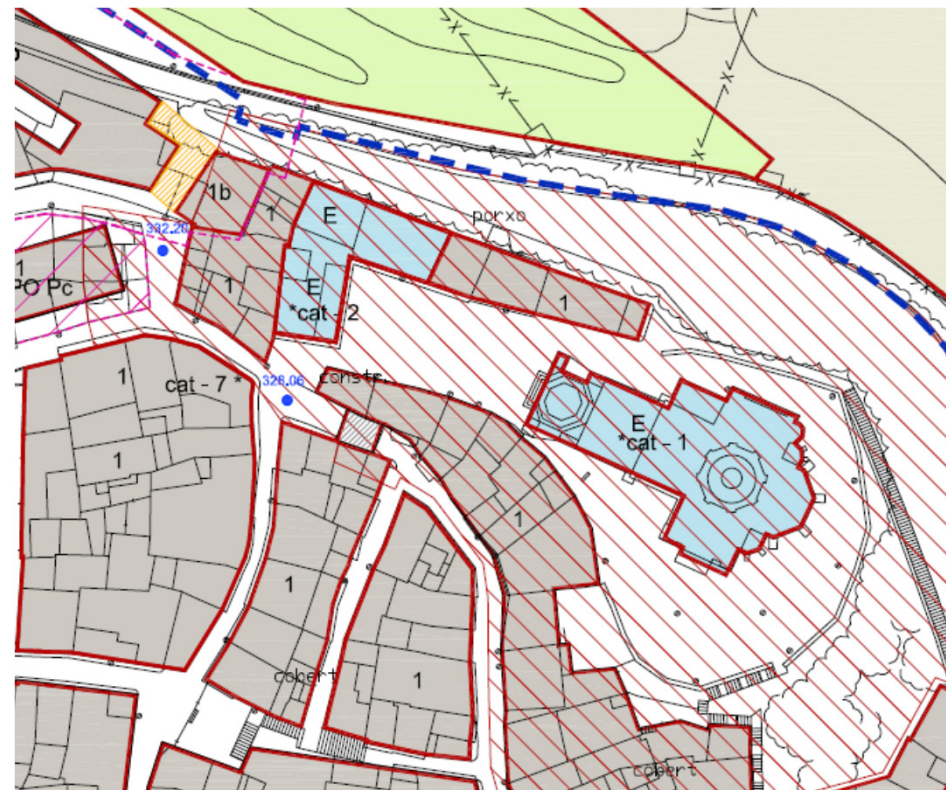 1b
E
porxo
1
332.20
1
PO Pc
1
E
*cat - 2
1
328.06
constr.
1
cat - 7 *
E
*cat - 1
1
1
1
1
cobert
cobert